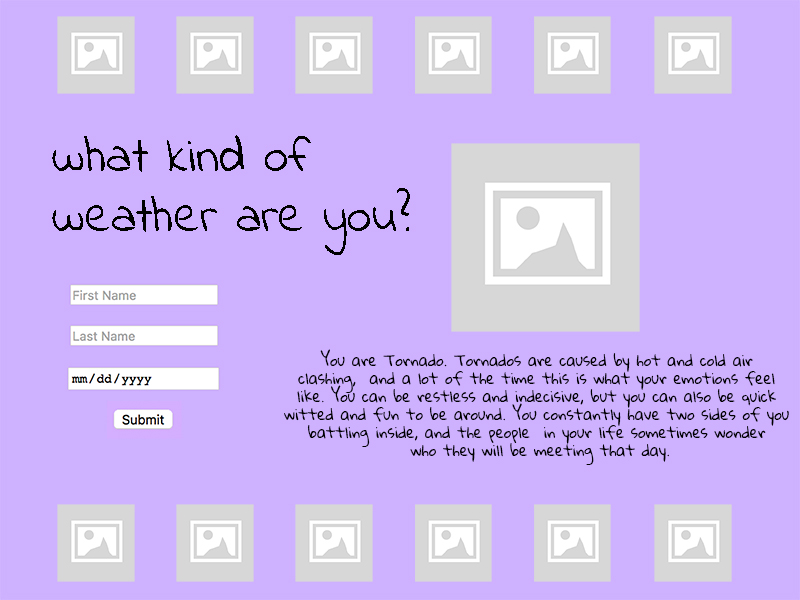 what kind of
weather are you?
First Name
Last Name
mm/dd/yyyy
Submit
You are Tornado. Tornados are caused by hot and cold air
clashing,  and a lot of the time this is what your emotions feel
like. You can be restless and indecisive, but you can also be quick
witted and fun to be around. You constantly have two sides of you
battling inside, and the people  in your life sometimes wonder
who they will be meeting that day.